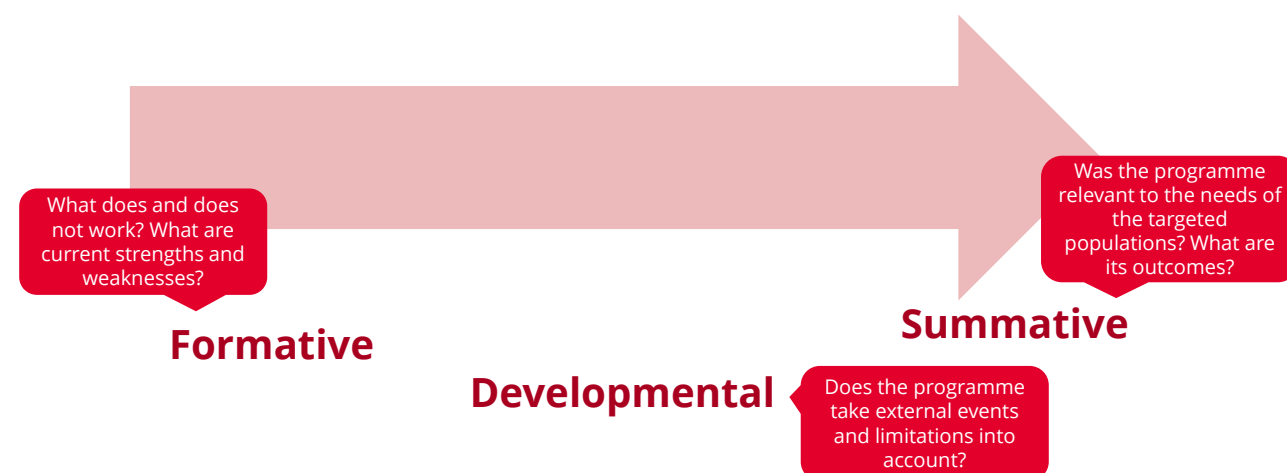 What does and does
not work? What are
current strengths and
weaknesses?
Formative
Was the programme
relevant to the needs of
the targeted
populations? What are
its outcomes?
Summative
Developmental
Does the programme
take external events
and limitations into
account?